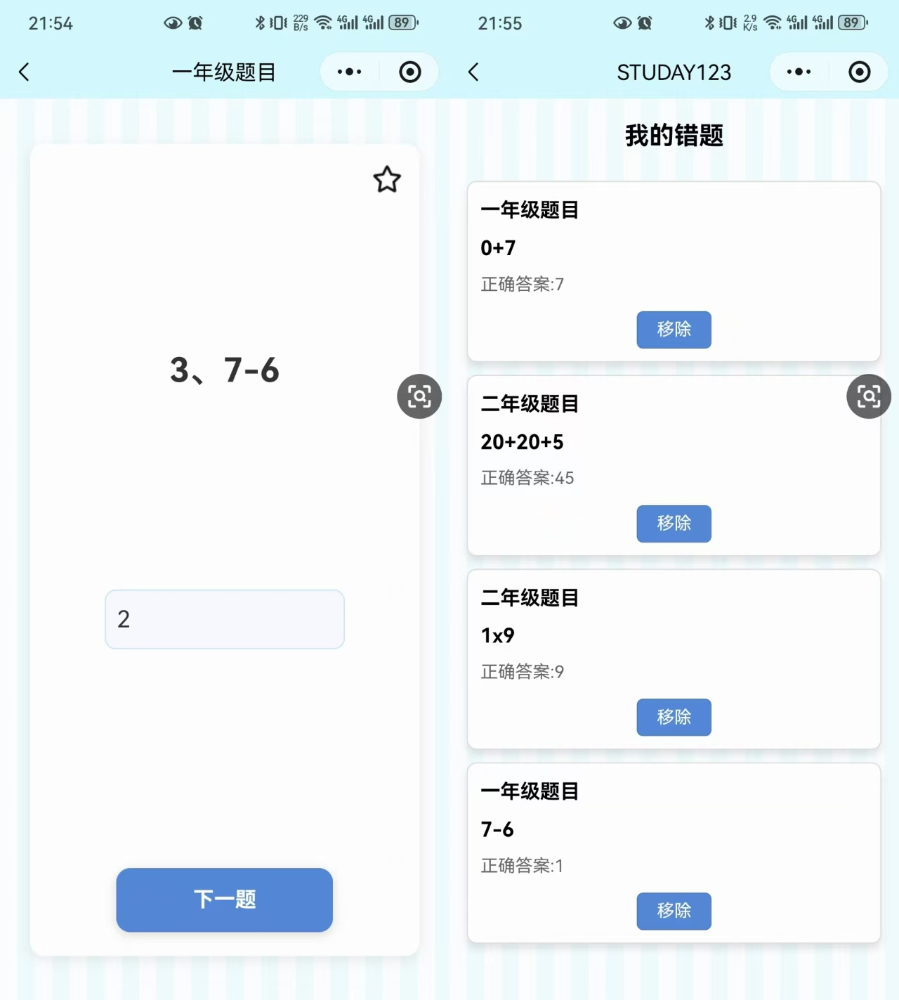 21:54
229 B/s
4G
4G
89
一年级题目
3、7-6
2
下一题
21:55
2.9 K/s
4G
4G
89
STUDAY123
我的错题
一年级题目
0+7
正确答案:7
移除
二年级题目
20+20+5
正确答案:45
移除
二年级题目
1x9
正确答案:9
移除
一年级题目
7-6
正确答案:1
移除